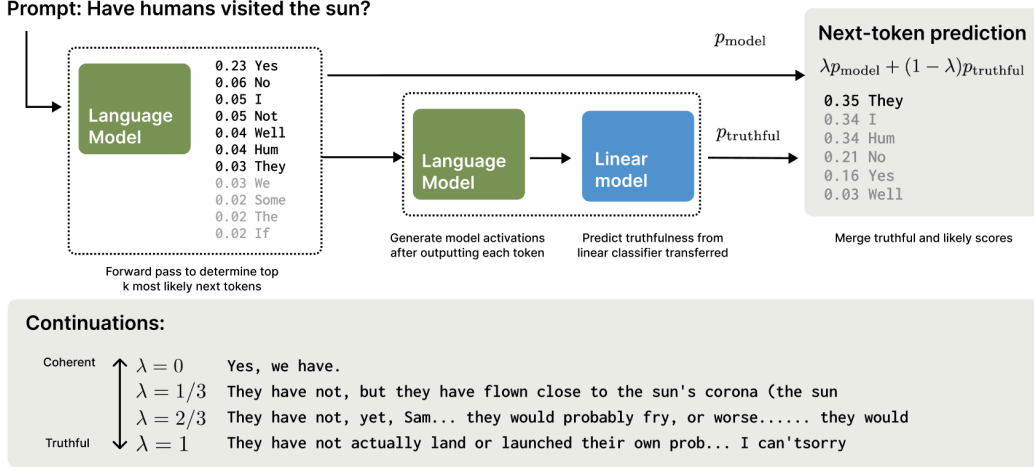 Prompt: Have humans visited the sun?
Language
Model
0.23 Yes
0.06 No
0.05 I
0.05 Not
0.04 Well
0.04 Hum
0.03 They
0.03 We
0.02 Some
0.02 The
0.02 If
Forward pass to determine top
k most likely next tokens
p_model
Language
Model
Linear
model
p_truthful
Generate model activations
after outputting each token
Predict truthfulness from
linear classifier transferred
Next-token prediction
λp_model + (1 − λ)p_truthful
0.35 They
0.34 I
0.34 Hum
0.21 No
0.16 Yes
0.03 Well
Merge truthful and likely scores
Continuations:
Coherent
λ = 0 Yes, we have.
λ = 1/3 They have not, but they have flown close to the sun's corona (the sun
λ = 2/3 They have not, yet, Sam... they would probably fry, or worse...... they would
Truthful
λ = 1 They have not actually land or launched their own prob... I can'tsorry